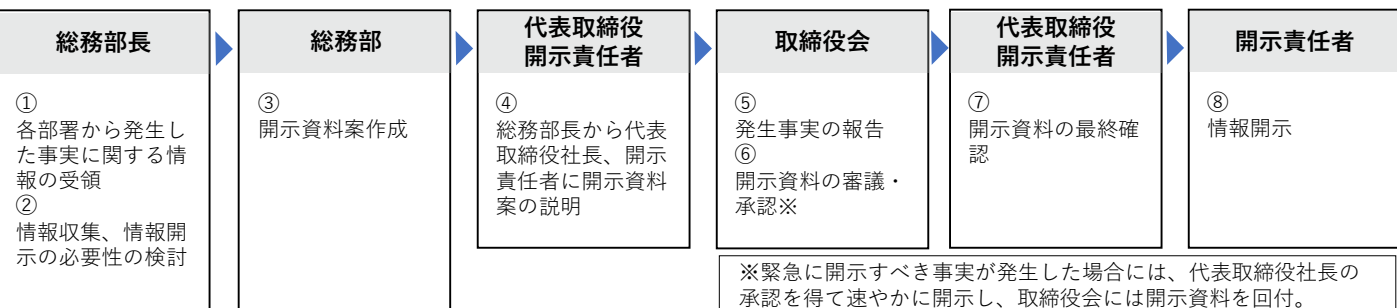 総務部長
①
各部署から発生し
た事実に関する情
報の受領
②
情報収集、情報開
示の必要性の検討
総務部
③
開示資料案作成
代表取締役
開示責任者
④
総務部長から代表
取締役社長、開示
責任者に開示資料
案の説明
取締役会
⑤
発生事実の報告
⑥
開示資料の審議・
承認※
代表取締役
開示責任者
⑦
開示資料の最終確
認
開示責任者
⑧
情報開示
※緊急に開示すべき事実が発生した場合には、代表取締役社長の
承認を得て速やかに開示し、取締役会には開示資料を回付。